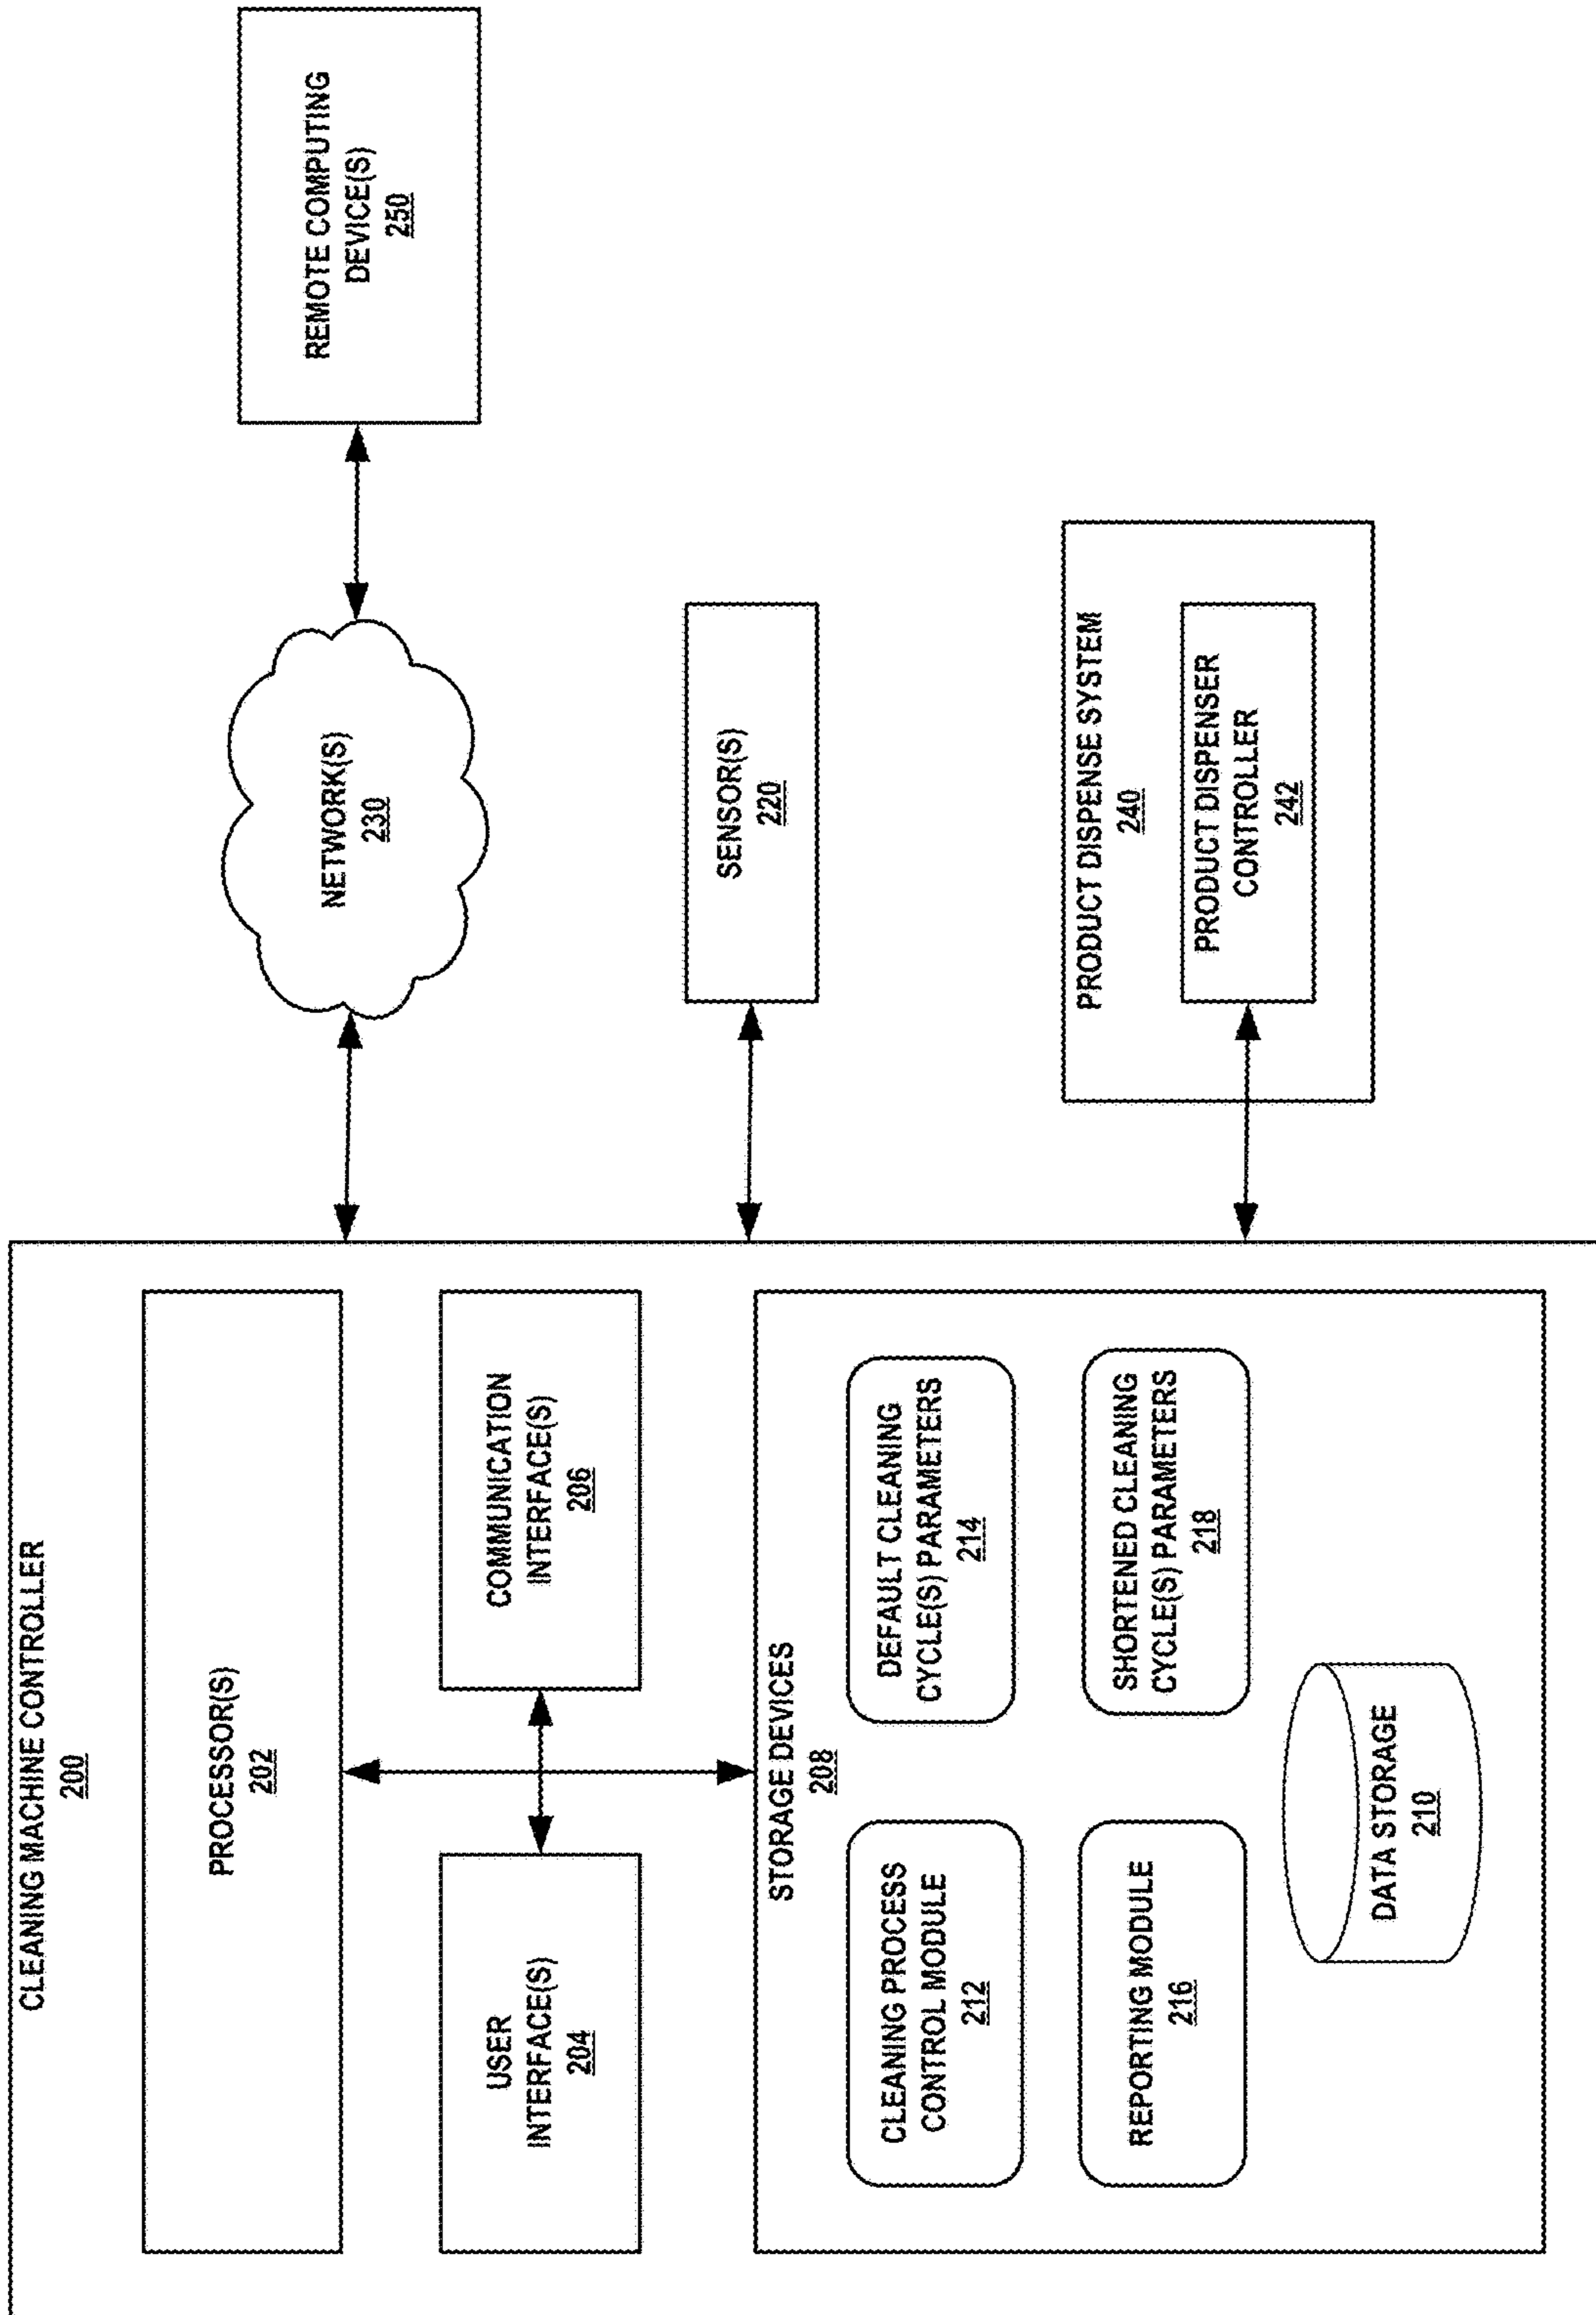 CLEANING MACHINE CONTROLLER
200
PROCESSOR(S)
202
USER
INTERFACE(S)
204
COMMUNICATION
INTERFACE(S)
206
STORAGE DEVICES
208
CLEANING PROCESS
CONTROL MODULE
212
DEFAULT CLEANING
CYCLE(S) PARAMETERS
214
REPORTING MODULE
216
SHORTENED CLEANING
CYCLE(S) PARAMETERS
218
DATA STORAGE
210
NETWORK(S)
230
REMOTE COMPUTING
DEVICE(S)
250
SENSOR(S)
220
PRODUCT DISPENSE SYSTEM
240
PRODUCT DISPENSER
CONTROLLER
242